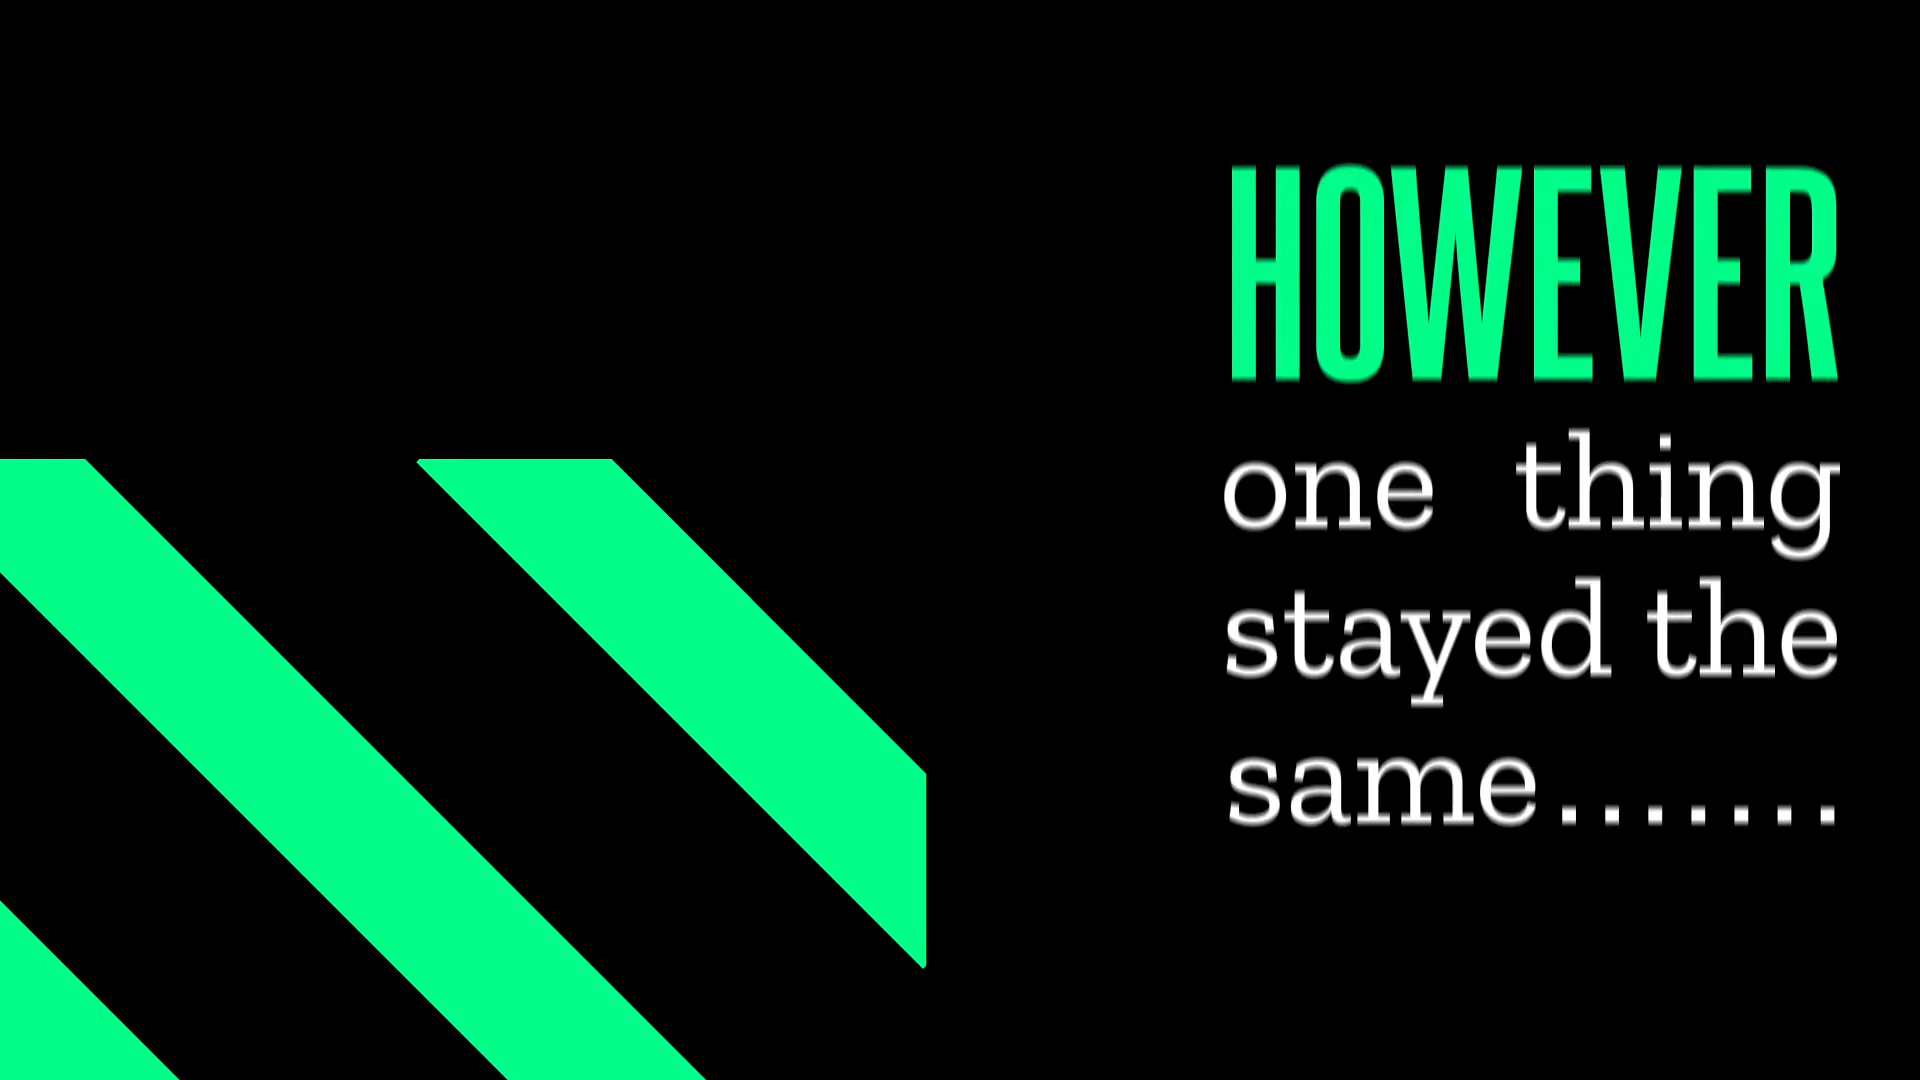 HOWEVER
one thing
stayed the
same.......